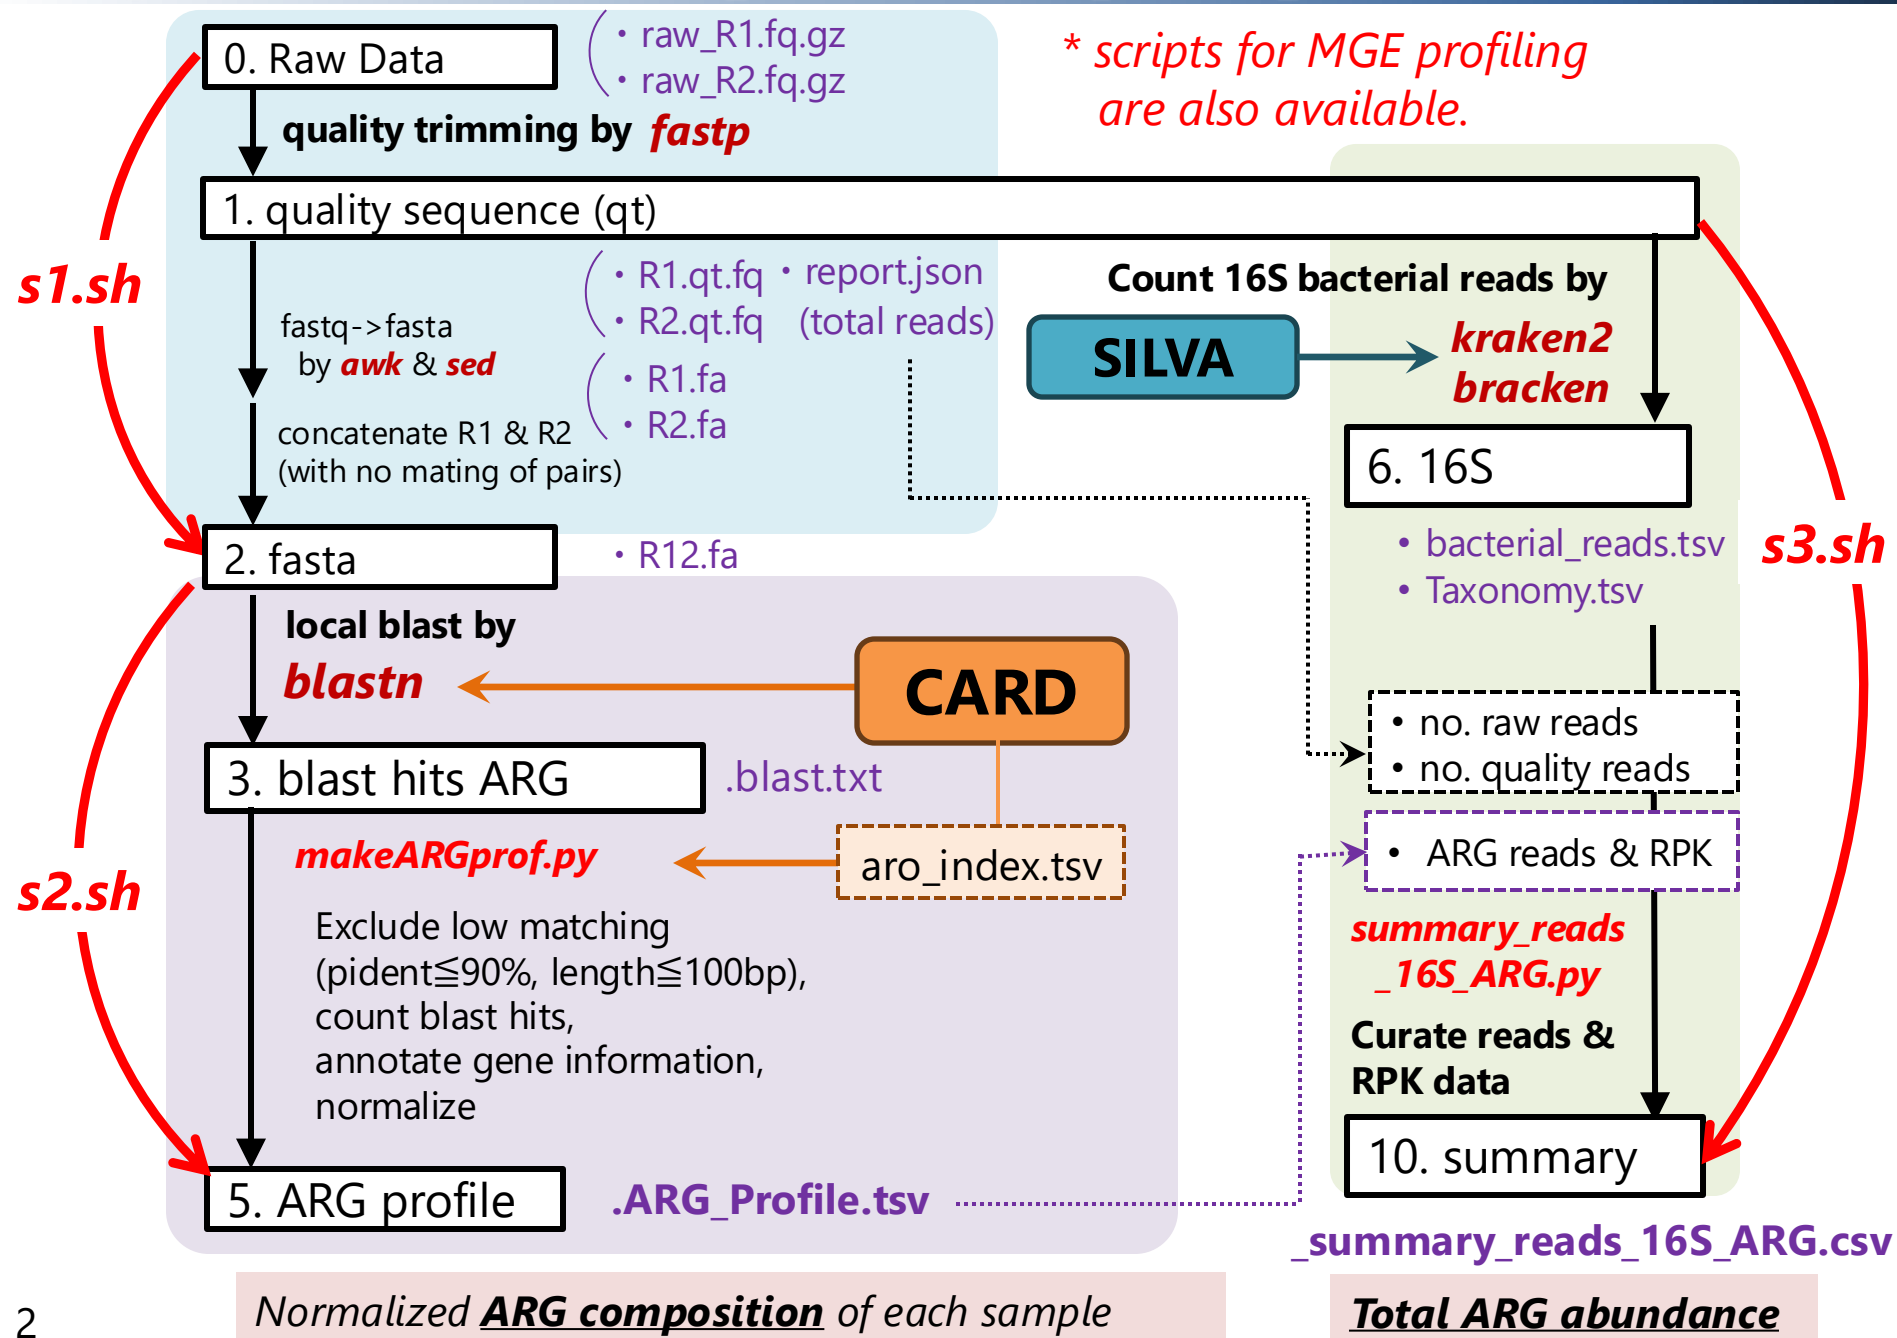 0. Raw Data
・raw_R1.fq.gz
・raw_R2.fq.gz
* scripts for MGE profiling
are also available.
quality trimming by fastp
1. quality sequence (qt)
s1.sh
・R1.qt.fq ・report.json
・R2.qt.fq (total reads)
fastq->fasta
by awk & sed
・R1.fa
・R2.fa
concatenate R1 & R2
(with no mating of pairs)
Count 16S bacterial reads by
SILVA
kraken2
bracken
6. 16S
• bacterial_reads.tsv
• Taxonomy.tsv
s3.sh
2. fasta
・R12.fa
local blast by
blastn
CARD
3. blast hits ARG
.blast.txt
makeARGprof.py
aro_index.tsv
s2.sh
Exclude low matching
(pident≦90%, length≦100bp),
count blast hits,
annotate gene information,
normalize
• no. raw reads
• no. quality reads
• ARG reads & RPK
summary_reads
_16S_ARG.py
Curate reads &
RPK data
5. ARG profile
.ARG_Profile.tsv
10. summary
_summary_reads_16S_ARG.csv
2
Normalized ARG composition of each sample
Total ARG abundance